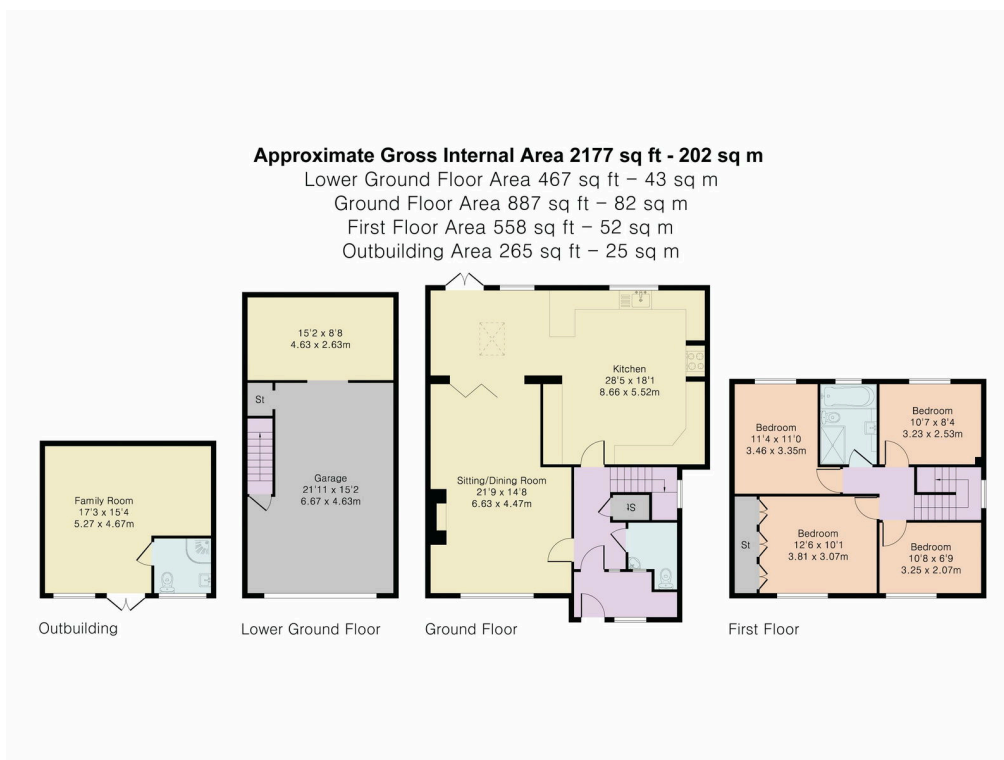 Approximate Gross Internal Area 2177 sq ft - 202 sq m
Lower Ground Floor Area 467 sq ft – 43 sq m
Ground Floor Area 887 sq ft – 82 sq m
First Floor Area 558 sq ft – 52 sq m
Outbuilding Area 265 sq ft – 25 sq m
Family Room
17'3 x 15'4
5.27 x 4.67m
Outbuilding
15'2 x 8'8
4.63 x 2.63m
St
Garage
21'11 x 15'2
6.67 x 4.63m
Lower Ground Floor
Kitchen
28'5 x 18'1
8.66 x 5.52m
Sitting/Dining Room
21'9 x 14'8
6.63 x 4.47m
St
Ground Floor
Bedroom
11'4 x 11'0
3.46 x 3.35m
Bedroom
10'7 x 8'4
3.23 x 2.53m
St
Bedroom
12'6 x 10'1
3.81 x 3.07m
Bedroom
10'8 x 6'9
3.25 x 2.07m
First Floor